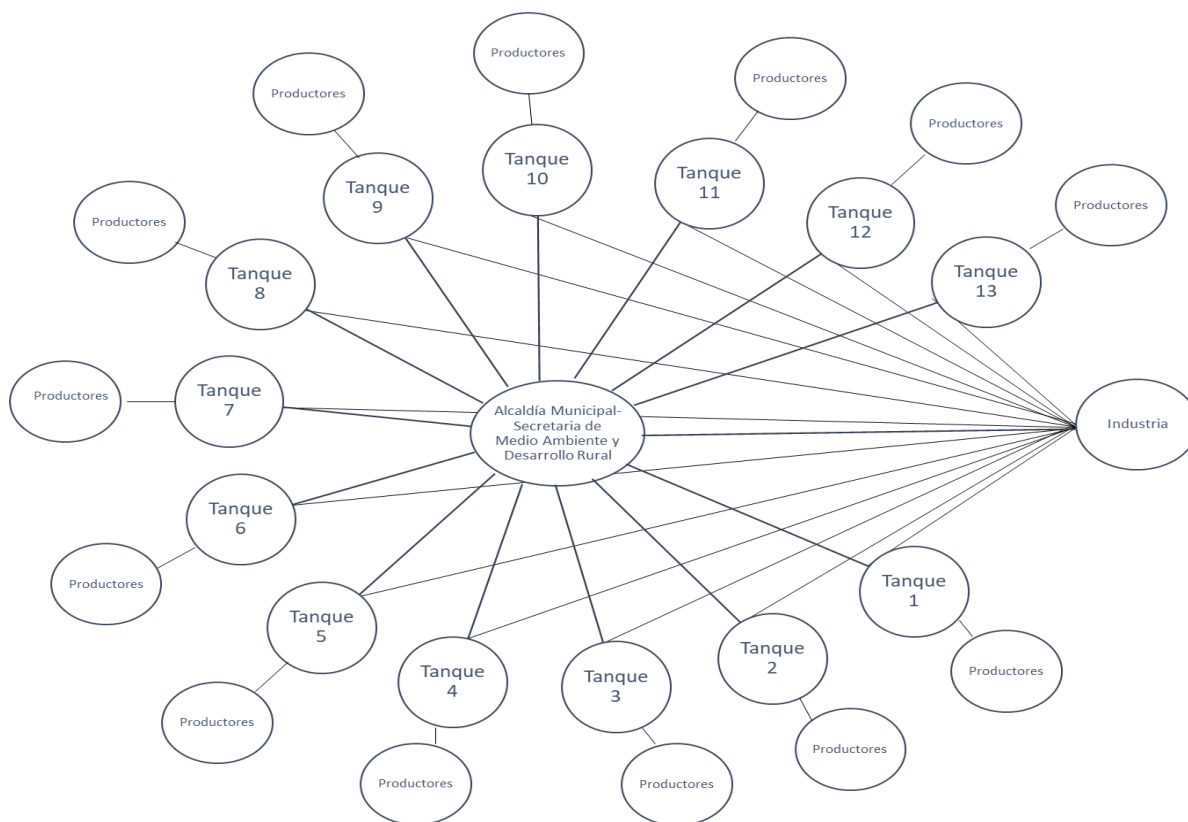 Productores
Productores
Productores
Productores
Productores
Tanque
10
Tanque
11
Tanque
9
Tanque
12
Productores
Productores
Tanque
8
Tanque
13
Productores
Tanque
7
Alcaldía Municipal-
Secretaria de
Medio Ambiente y
Desarrollo Rural
Industria
Tanque
6
Productores
Tanque
5
Tanque
1
Productores
Tanque
4
Tanque
3
Tanque
2
Productores
Productores
Productores
Productores
Productores